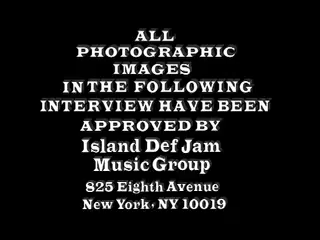 ALL
PHOTOGRAPHIC
IMAGES
IN THE FOLLOWING
INTERVIEW HAVE BEEN
APPROVED BY
Island Def Jam
Music Group
825 Eighth Avenue
New York · NY 10019